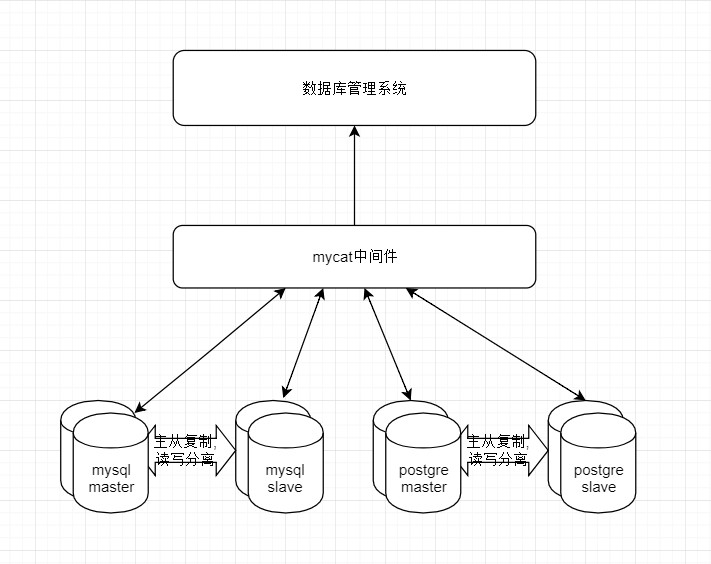 数据库管理系统
mycat中间件
主从复制,
读写分离
主从复制,
读写分离
mysql
master
mysql
slave
postgre
master
postgre
slave